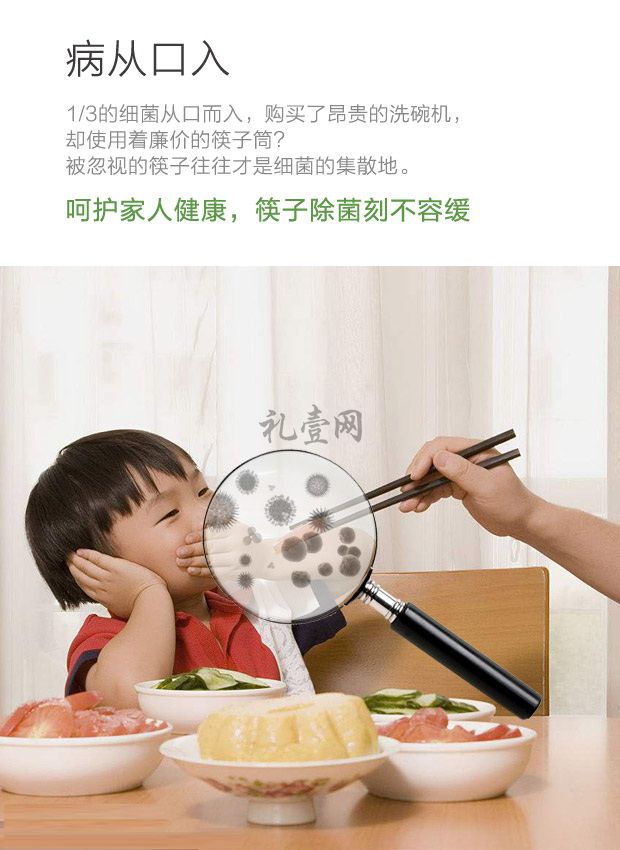 病从口入
1/3的细菌从口而入，购买了昂贵的洗碗机，
却使用着廉价的筷子筒？
被忽视的筷子往往才是细菌的集散地。
呵护家人健康，筷子除菌刻不容缓
礼壹网